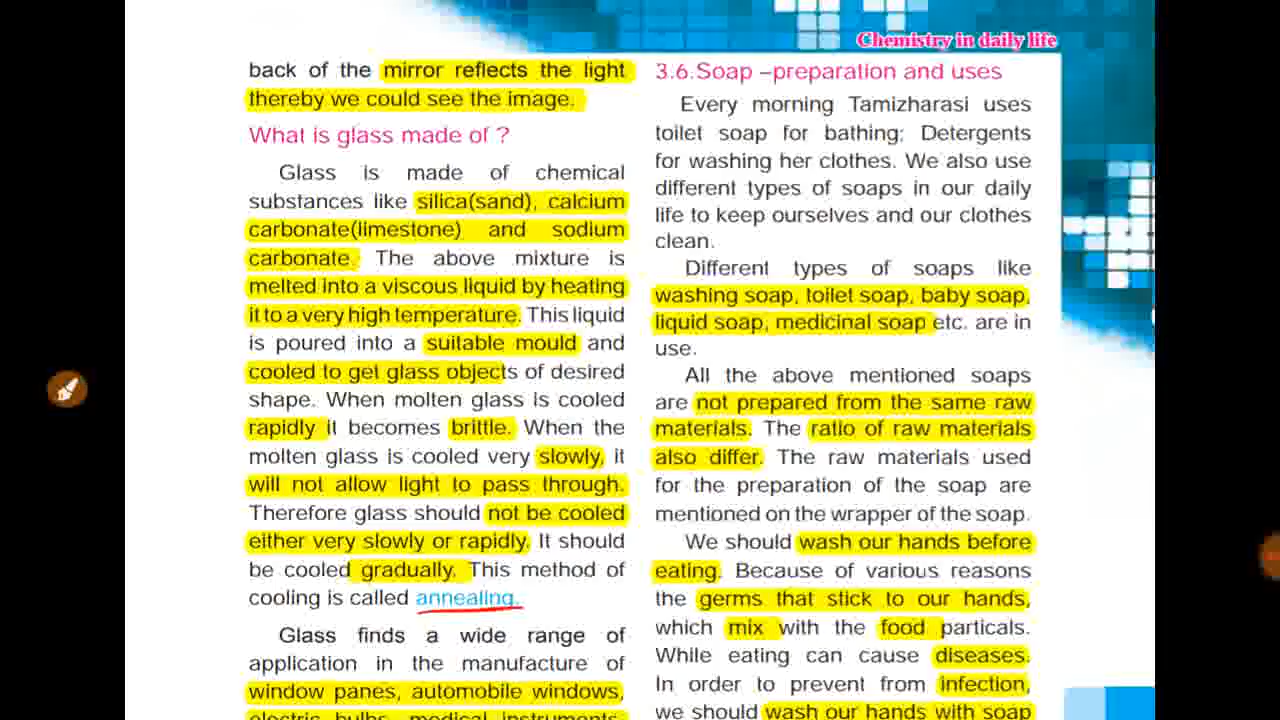 Chemistry in daily life
back of the mirror reflects the light
thereby we could see the image.
What is glass made of ?
Glass is made of chemical
substances like silica(sand), calcium
carbonate(limestone) and sodium
carbonate. The above mixture is
melted into a viscous liquid by heating
it to a very high temperature. This liquid
is poured into a suitable mould and
cooled to get glass objects of desired
shape. When molten glass is cooled
rapidly it becomes brittle. When the
molten glass is cooled very slowly, it
will not allow light to pass through.
Therefore glass should not be cooled
either very slowly or rapidly. It should
be cooled gradually. This method of
cooling is called annealing.
Glass finds a wide range of
application in the manufacture of
window panes, automobile windows,
electric bulbs, medical instruments,
3.6.Soap –preparation and uses
Every morning Tamizharasi uses
toilet soap for bathing; Detergents
for washing her clothes. We also use
different types of soaps in our daily
life to keep ourselves and our clothes
clean.
Different types of soaps like
washing soap, toilet soap, baby soap,
liquid soap, medicinal soap etc. are in
use.
All the above mentioned soaps
are not prepared from the same raw
materials. The ratio of raw materials
also differ. The raw materials used
for the preparation of the soap are
mentioned on the wrapper of the soap.
We should wash our hands before
eating. Because of various reasons
the germs that stick to our hands,
which mix with the food particals.
While eating can cause diseases.
In order to prevent from infection,
we should wash our hands with soap